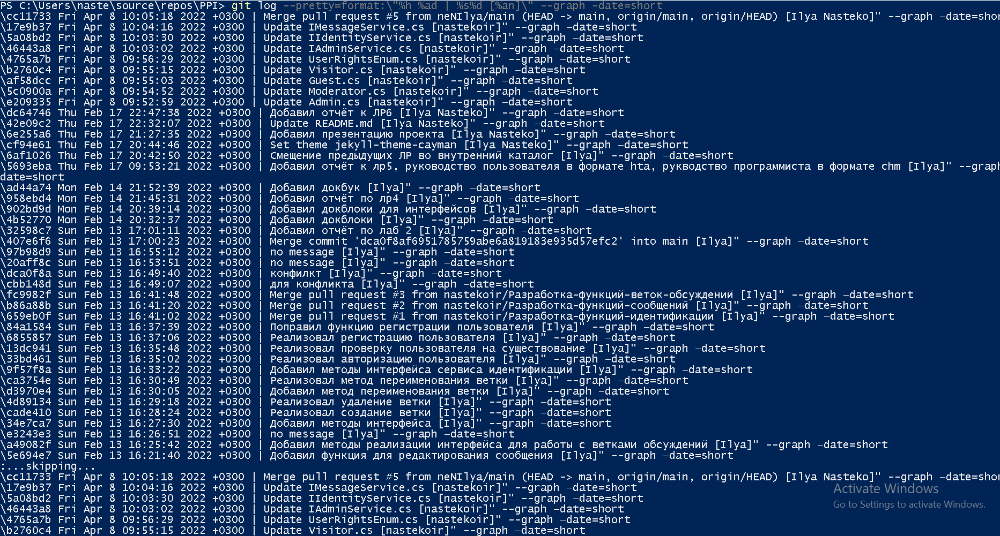 PS C:\Users\naste\source\repos\PPI> git log --pretty=format:\"%h %ad | %s%d [%an]\" --graph -date=short
\cc11733 Fri Apr 8 10:05:18 2022 +0300 | Merge pull request #5 from neNIlya/main (HEAD -> main, origin/main, origin/HEAD) [Ilya Nasteko]" --graph –date=shor
\17e9b37 Fri Apr 8 10:04:16 2022 +0300 | Update IMessageService.cs [nastekoir]" --graph –date=short
\5a08bd2 Fri Apr 8 10:03:30 2022 +0300 | Update IIdentityService.cs [nastekoir]" --graph –date=short
\46443a8 Fri Apr 8 10:03:02 2022 +0300 | Update IAdminService.cs [nastekoir]" --graph –date=short
\4765a7b Fri Apr 8 09:56:29 2022 +0300 | Update UserRightsEnum.cs [nastekoir]" --graph –date=short
\b2760c4 Fri Apr 8 09:55:15 2022 +0300 | Update Visitor.cs [nastekoir]" --graph –date=short
\af58dcc Fri Apr 8 09:55:03 2022 +0300 | Update Guest.cs [nastekoir]" --graph –date=short
\5c0900a Fri Apr 8 09:54:52 2022 +0300 | Update Moderator.cs [nastekoir]" --graph –date=short
\e209335 Fri Apr 8 09:52:59 2022 +0300 | Update Admin.cs [nastekoir]" --graph –date=short
\dc64746 Thu Feb 17 22:47:38 2022 +0300 | Добавил отчёт к ЛР6 [Ilya Nasteko]" --graph –date=short
\42e09c2 Thu Feb 17 22:32:07 2022 +0300 | Update README.md [Ilya Nasteko]" --graph –date=short
\6e255a6 Thu Feb 17 21:27:35 2022 +0300 | Добавил презентацию проекта [Ilya Nasteko]" --graph –date=short
\cf94e61 Thu Feb 17 20:44:46 2022 +0300 | Set theme jekyll-theme-cayman [Ilya Nasteko]" --graph –date=short
\6af1026 Thu Feb 17 20:42:50 2022 +0300 | Смещение предыдущих ЛР во внутренний каталог [Ilya]" --graph –date=short
\5693eba Thu Feb 17 09:53:21 2022 +0300 | Добавил отчёт к лр5, руководство пользователя в формате hta, рукводство программиста в формате chm [Ilya]" --graph
date=short
\ad44a74 Mon Feb 14 21:52:39 2022 +0300 | Добавил докбук [Ilya]" --graph –date=short
\958ebd4 Mon Feb 14 21:45:31 2022 +0300 | Добавил отчёт по лр4 [Ilya]" --graph –date=short
\902bd9d Mon Feb 14 20:39:14 2022 +0300 | Добавил докблоки для интерфейсов [Ilya]" --graph –date=short
\4b52770 Mon Feb 14 20:32:37 2022 +0300 | Добавил докблоки [Ilya]" --graph –date=short
\32598c7 Sun Feb 13 17:01:11 2022 +0300 | Добавил отчёт по лаб 2 [Ilya]" --graph –date=short
\407e6f6 Sun Feb 13 17:00:23 2022 +0300 | Merge commit 'dca0f8af6951785759abe6a819183e935d57efc2' into main [Ilya]" --graph –date=short
\97b98d9 Sun Feb 13 16:55:12 2022 +0300 | no message [Ilya]" --graph –date=short
\20aff8c Sun Feb 13 16:53:51 2022 +0300 | no message [Ilya]" --graph –date=short
\dca0f8a Sun Feb 13 16:49:40 2022 +0300 | конфилкт [Ilya]" --graph –date=short
\cbb148d Sun Feb 13 16:49:07 2022 +0300 | для конфликта [Ilya]" --graph –date=short
\fc9982f Sun Feb 13 16:41:48 2022 +0300 | Merge pull request #3 from nastekoir/Разработка-функций-веток-обсуждений [Ilya]" --graph –date=short
\b86a88b Sun Feb 13 16:41:20 2022 +0300 | Merge pull request #2 from nastekoir/Разработка-функций-сообщений [Ilya]" --graph –date=short
\659eb0f Sun Feb 13 16:41:02 2022 +0300 | Merge pull request #1 from nastekoir/Разработка-функций-идентификации [Ilya]" --graph –date=short
\84a1584 Sun Feb 13 16:37:39 2022 +0300 | Поправил функцию регистрации пользователя [Ilya]" --graph –date=short
\6855857 Sun Feb 13 16:37:06 2022 +0300 | Реализовал регистрацию пользователя [Ilya]" --graph –date=short
\13dc941 Sun Feb 13 16:35:48 2022 +0300 | Реализовал проверку пользователя на существование [Ilya]" --graph –date=short
\33bd461 Sun Feb 13 16:35:02 2022 +0300 | Реализовал авторизацию пользователя [Ilya]" --graph –date=short
\9f57f8a Sun Feb 13 16:33:22 2022 +0300 | Добавил методы интерфейса сервиса идентификации [Ilya]" --graph –date=short
\ca3754e Sun Feb 13 16:30:49 2022 +0300 | Реализовал метод переименования ветки [Ilya]" --graph –date=short
\d3970e4 Sun Feb 13 16:30:05 2022 +0300 | Добавил метод переименования ветки [Ilya]" --graph –date=short
\4d89134 Sun Feb 13 16:29:18 2022 +0300 | Реализовал удаление ветки [Ilya]" --graph –date=short
\cade410 Sun Feb 13 16:28:24 2022 +0300 | Реализовал создание ветки [Ilya]" --graph –date=short
\34e7ca7 Sun Feb 13 16:27:30 2022 +0300 | Добавил методы интерфейса [Ilya]" --graph –date=short
\e3243e3 Sun Feb 13 16:26:51 2022 +0300 | no message [Ilya]" --graph –date=short
\a49082f Sun Feb 13 16:25:42 2022 +0300 | Добавил методы реализации интерфейса для работы с ветками обсуждений [Ilya]" --graph –date=short
\5e694e7 Sun Feb 13 16:21:40 2022 +0300 | Добавил функция для редактирования сообщения [Ilya]" --graph –date=short
:...skipping...
\cc11733 Fri Apr 8 10:05:18 2022 +0300 | Merge pull request #5 from neNIlya/main (HEAD -> main, origin/main, origin/HEAD) [Ilya Nasteko]" --graph –date=shor
\17e9b37 Fri Apr 8 10:04:16 2022 +0300 | Update IMessageService.cs [nastekoir]" --graph –date=short
\5a08bd2 Fri Apr 8 10:03:30 2022 +0300 | Update IIdentityService.cs [nastekoir]" --graph –date=short
\46443a8 Fri Apr 8 10:03:02 2022 +0300 | Update IAdminService.cs [nastekoir]" --graph –date=short
\4765a7b Fri Apr 8 09:56:29 2022 +0300 | Update UserRightsEnum.cs [nastekoir]" --graph –date=short
\b2760c4 Fri Apr 8 09:55:15 2022 +0300 | Update Visitor.cs [nastekoir]" --graph –date=short
Activate Windows
Go to Settings to activate Windows.